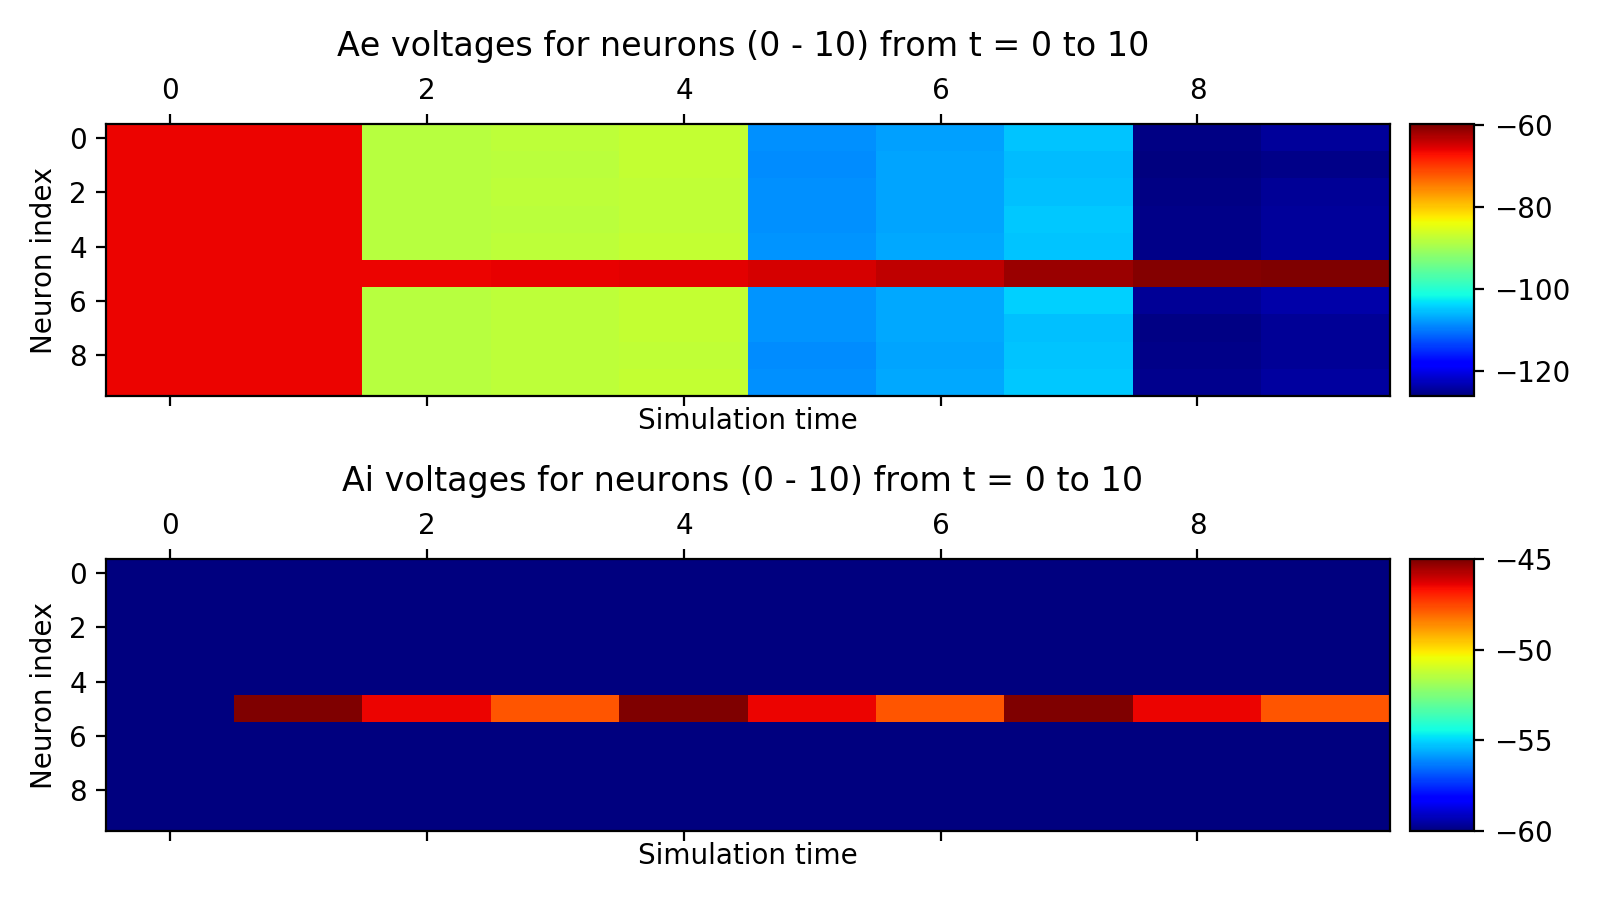 Ae voltages for neurons (0 - 10) from t = 0 to 10
0 2 4 6 8
Neuron index
0
2
4
6
8
−60
−80
−100
−120
Simulation time
Ai voltages for neurons (0 - 10) from t = 0 to 10
0 2 4 6 8
Neuron index
0
2
4
6
8
−45
−50
−55
−60
Simulation time